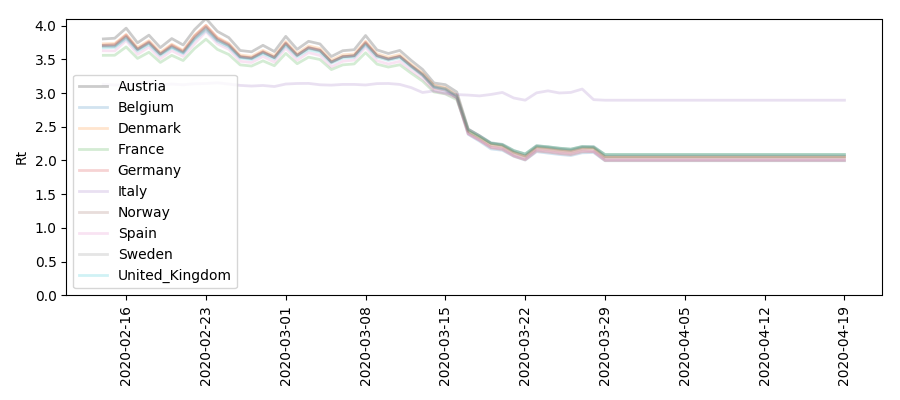 4.0
3.5
3.0
2.5
2.0
1.5
1.0
0.5
0.0
Rt
Austria
Belgium
Denmark
France
Germany
Italy
Norway
Spain
Sweden
United_Kingdom
2020-02-16
2020-02-23
2020-03-01
2020-03-08
2020-03-15
2020-03-22
2020-03-29
2020-04-05
2020-04-12
2020-04-19